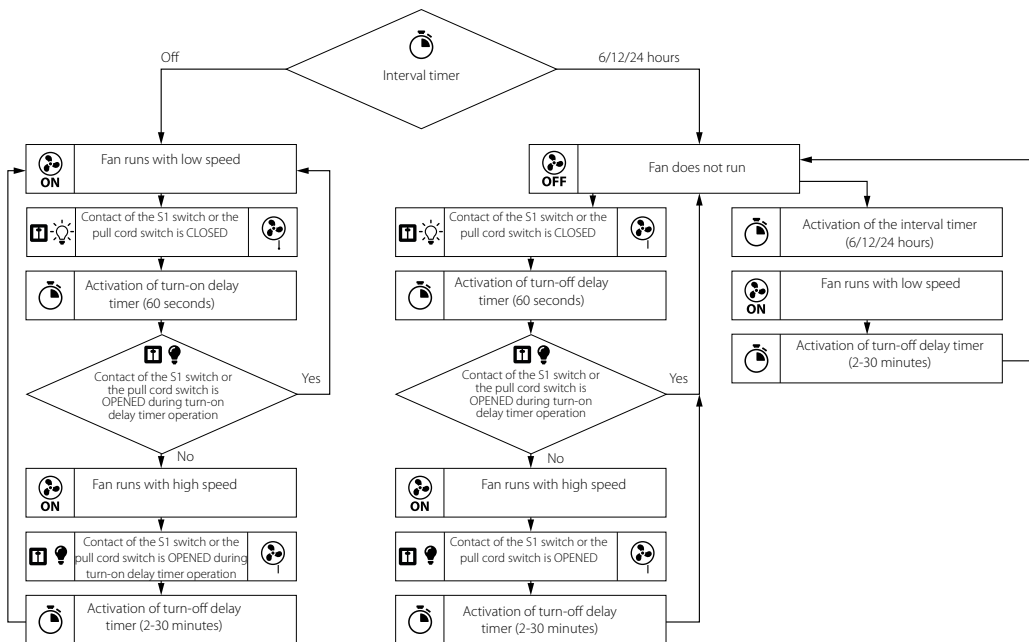 Interval timer
Off
6/12/24 hours
ON
Fan runs with low speed
Contact of the S1 switch or the
pull cord switch is CLOSED
Activation of turn-on delay
timer (60 seconds)
Contact of the S1 switch or
the pull cord switch is
OPENED during turn-on
delay timer operation
Yes
No
ON
Fan runs with high speed
Contact of the S1 switch or the
pull cord switch is OPENED during
turn-on delay timer operation
Activation of turn-off delay
timer (2-30 minutes)
OFF
Fan does not run
Contact of the S1 switch or the
pull cord switch is CLOSED
Activation of turn-off delay
timer (60 seconds)
Contact of the S1 switch or
the pull cord switch is
OPENED during turn-on
delay timer operation
Yes
No
ON
Fan runs with high speed
Contact of the S1 switch or the
pull cord switch is OPENED
Activation of turn-off delay
timer (2-30 minutes)
Activation of the interval timer
(6/12/24 hours)
ON
Fan runs with low speed
Activation of turn-off delay timer
(2-30 minutes)